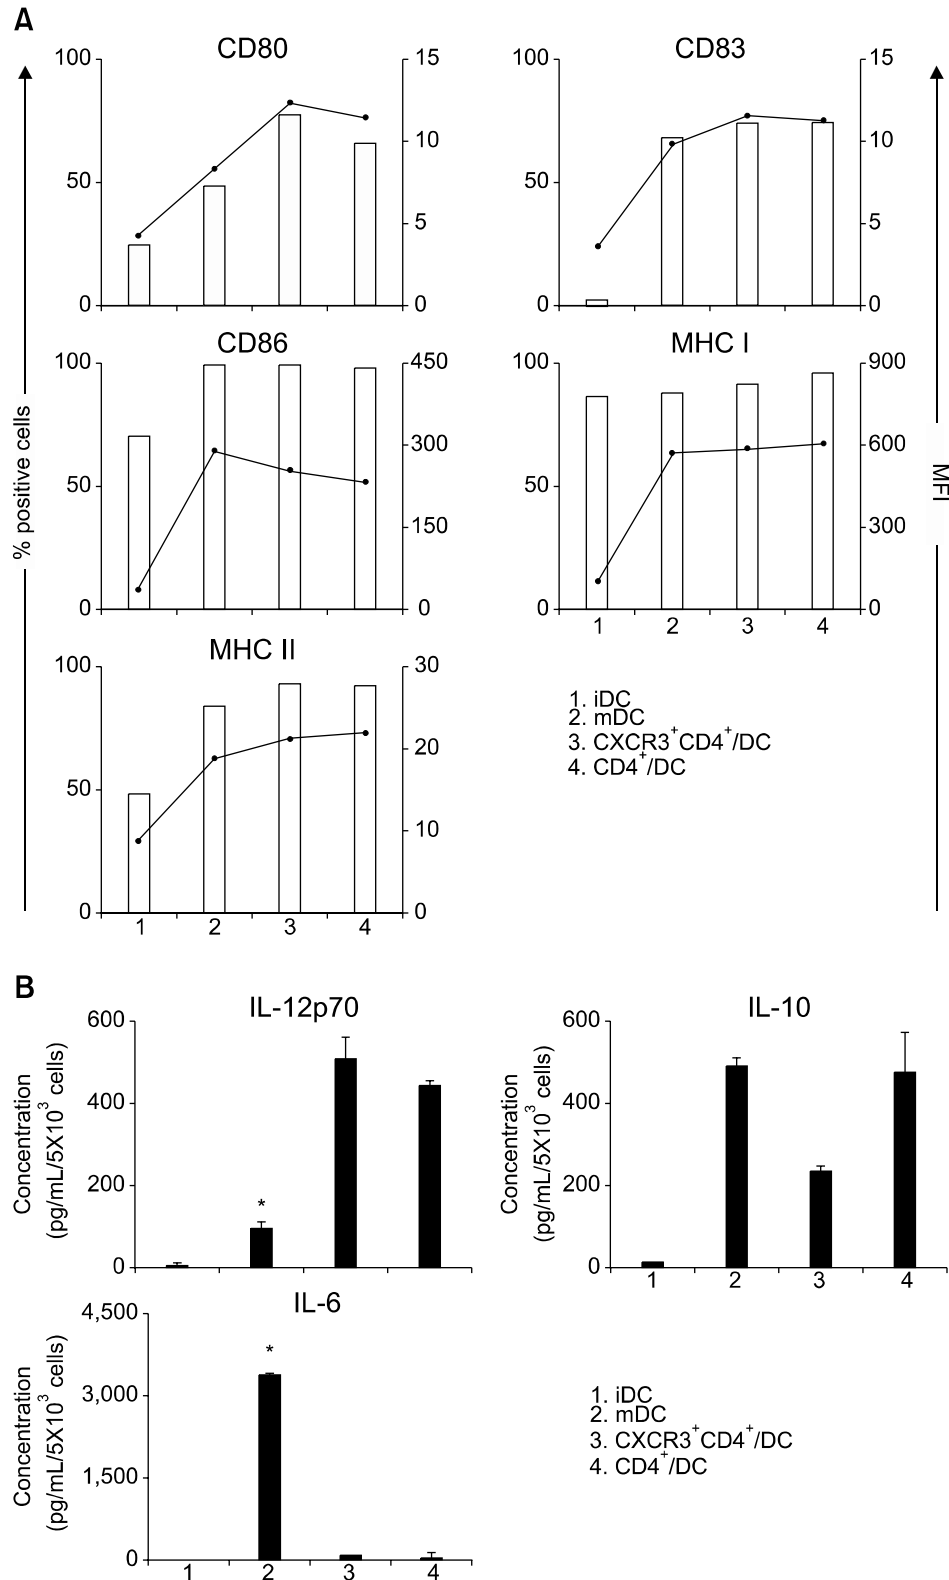 A
CD80
100
50
0
15
10
5
0
CD83
100
50
0
15
10
5
0
% positive cells
MFI
CD86
100
50
0
450
300
150
0
MHC I
100
50
0
900
600
300
0
1 2 3 4
MHC II
100
50
0
30
20
10
0
1 2 3 4
1. iDC
2. mDC
3. CXCR3⁺CD4⁺/DC
4. CD4⁺/DC
B
IL-12p70
Concentration
(pg/mL/5X10³ cells)
600
400
200
0
*
IL-10
Concentration
(pg/mL/5X10³ cells)
600
400
200
0
1 2 3 4
IL-6
Concentration
(pg/mL/5X10³ cells)
4,500
3,000
1,500
0
*
1 2 3 4
1. iDC
2. mDC
3. CXCR3⁺CD4⁺/DC
4. CD4⁺/DC